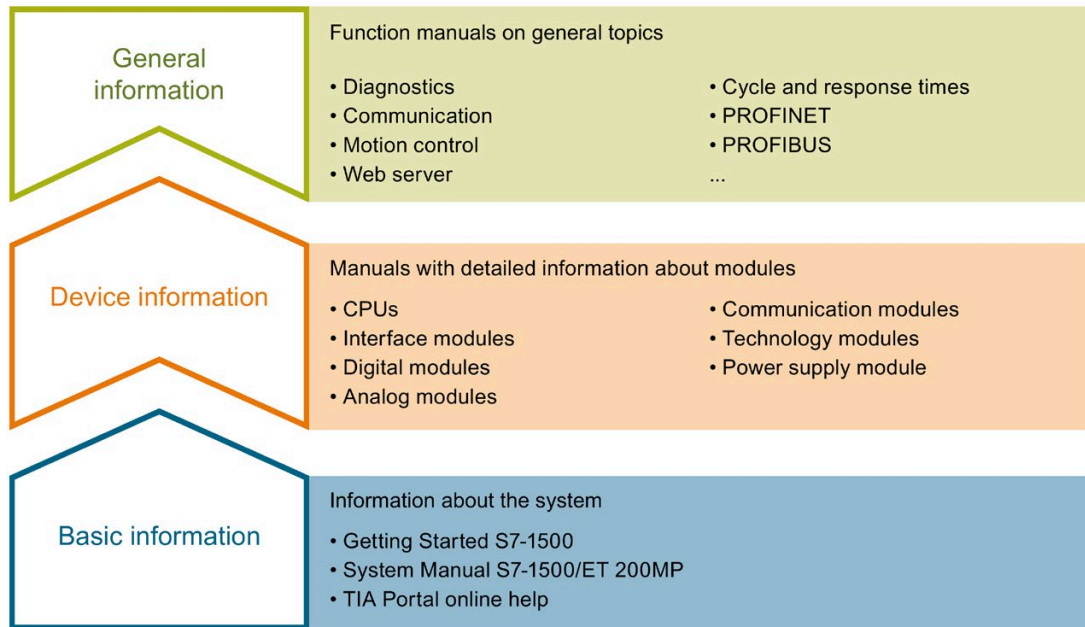 General
information
Function manuals on general topics
• Diagnostics
• Communication
• Motion control
• Web server
• Cycle and response times
• PROFINET
• PROFIBUS
...
Device information
Manuals with detailed information about modules
• CPUs
• Interface modules
• Digital modules
• Analog modules
• Communication modules
• Technology modules
• Power supply module
Basic information
Information about the system
• Getting Started S7-1500
• System Manual S7-1500/ET 200MP
• TIA Portal online help